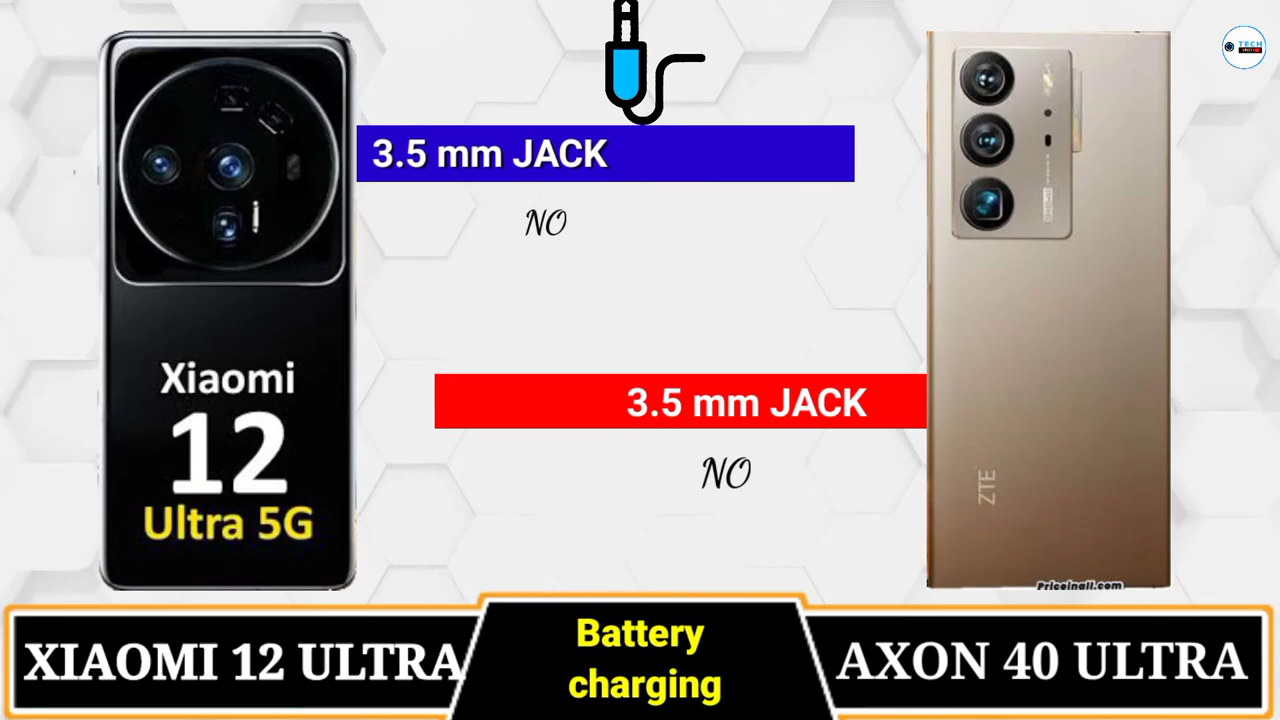 TECH
3.5 mm JACK
NO
Xiaomi
12
Ultra 5G
3.5 mm JACK
NO
ZTE
Priceinall.com
XIAOMI 12 ULTRA
Battery
charging
AXON 40 ULTRA